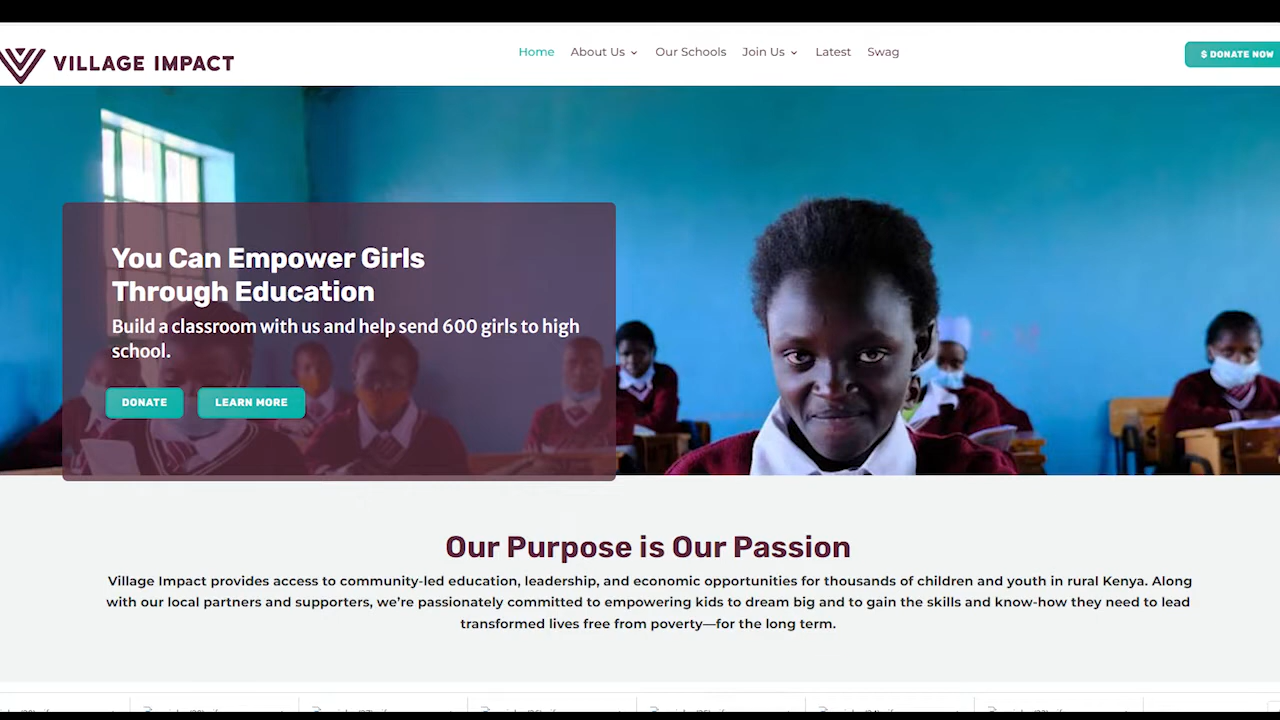 VILLAGE IMPACT
Home About Us Our Schools Join Us Latest Swag
$ DONATE NOW
You Can Empower Girls
Through Education
Build a classroom with us and help send 600 girls to high
school.
DONATE LEARN MORE
Our Purpose is Our Passion
Village Impact provides access to community-led education, leadership, and economic opportunities for thousands of children and youth in rural Kenya. Along
with our local partners and supporters, we’re passionately committed to empowering kids to dream big and to gain the skills and know-how they need to lead
transformed lives free from poverty—for the long term.